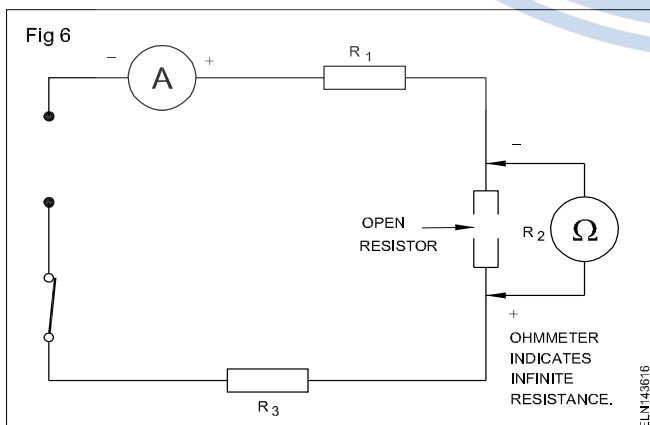 Fig 6
- A +
R1
-
OPEN
RESISTOR
R2 Ω
+
OHMMETER
INDICATES
INFINITE
RESISTANCE.
R3
ELN143616